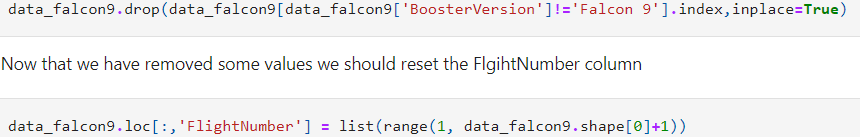 data_falcon9.drop(data_falcon9[data_falcon9['BoosterVersion']!='Falcon 9'].index,inplace=True)
Now that we have removed some values we should reset the FlgihtNumber column
data_falcon9.loc[:,'FlightNumber'] = list(range(1, data_falcon9.shape[0]+1))